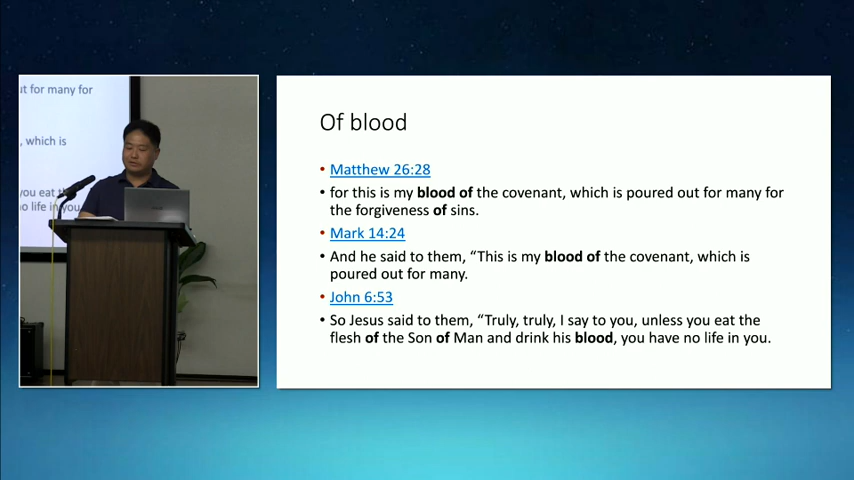 ut for many for
, which is
you eat th
no life in you
Of blood
• Matthew 26:28
• for this is my blood of the covenant, which is poured out for many for
the forgiveness of sins.
• Mark 14:24
• And he said to them, “This is my blood of the covenant, which is
poured out for many.
• John 6:53
• So Jesus said to them, “Truly, truly, I say to you, unless you eat the
flesh of the Son of Man and drink his blood, you have no life in you.